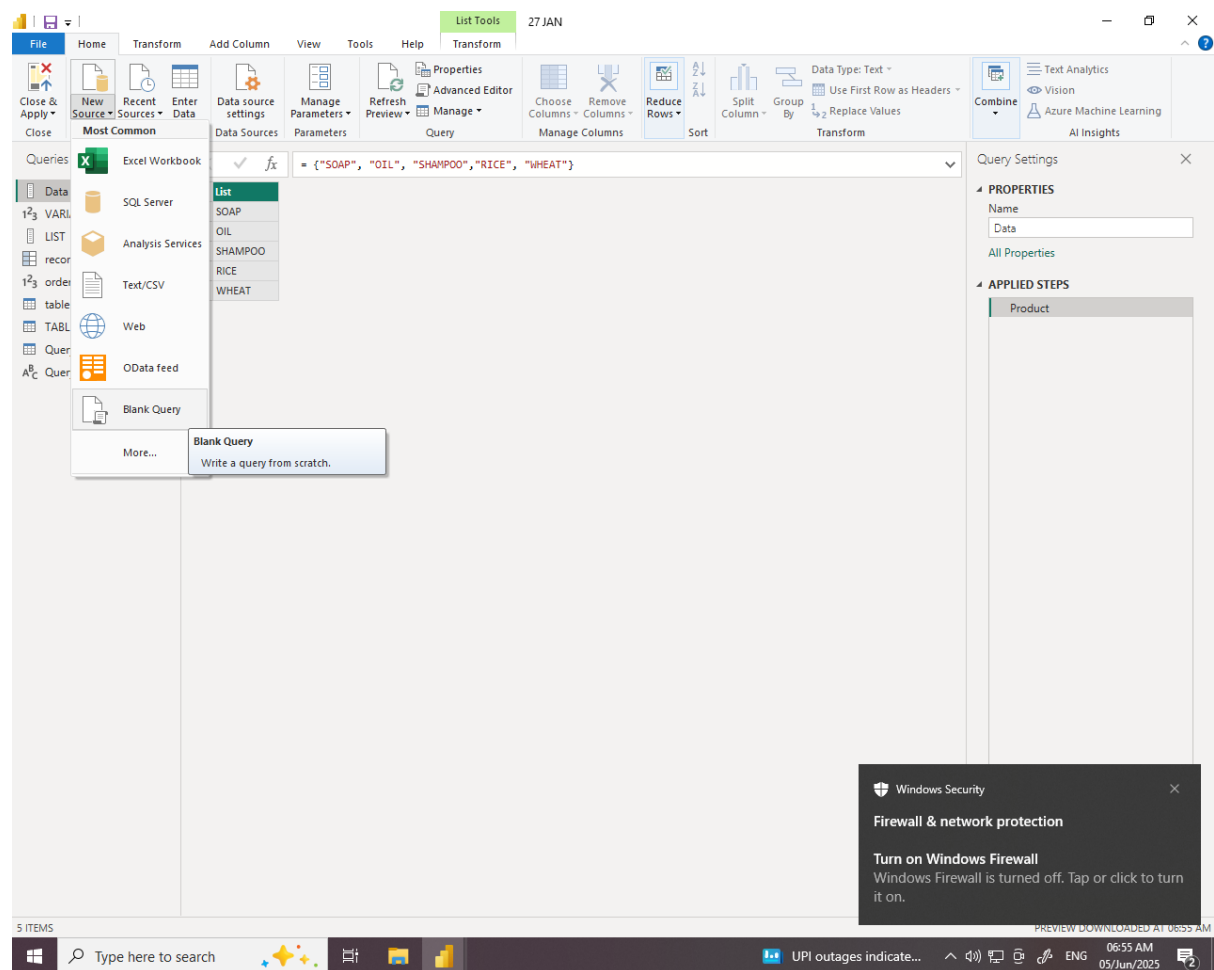 List Tools
27 JAN
File
Home
Transform
Add Column
View
Tools
Help
Transform
Close &
Apply
New
Source
Recent
Sources
Enter
Data
Data source
settings
Manage
Parameters
Refresh
Preview
Properties
Advanced Editor
Manage
Choose
Columns
Remove
Columns
Reduce
Rows
Split
Column
Group
By
Data Type: Text
Use First Row as Headers
Replace Values
Combine
Text Analytics
Vision
Azure Machine Learning
Close
Most Common
Data Sources
Parameters
Query
Manage Columns
Sort
Transform
AI Insights
Queries
Data
VARI
LIST
recor
order
table
TABL
Quer
Quer
Excel Workbook
SQL Server
Analysis Services
Text/CSV
Web
OData feed
Blank Query
More...
Blank Query
Write a query from scratch.
= {"SOAP", "OIL", "SHAMPOO","RICE", "WHEAT"}
List
SOAP
OIL
SHAMPOO
RICE
WHEAT
Query Settings
PROPERTIES
Name
Data
All Properties
APPLIED STEPS
Product
Windows Security
Firewall & network protection
Turn on Windows Firewall
Windows Firewall is turned off. Tap or click to turn
it on.
5 ITEMS
PREVIEW DOWNLOADED AT 06:55 AM
Type here to search
UPI outages indicate...
ENG
06:55 AM
05/Jun/2025
2